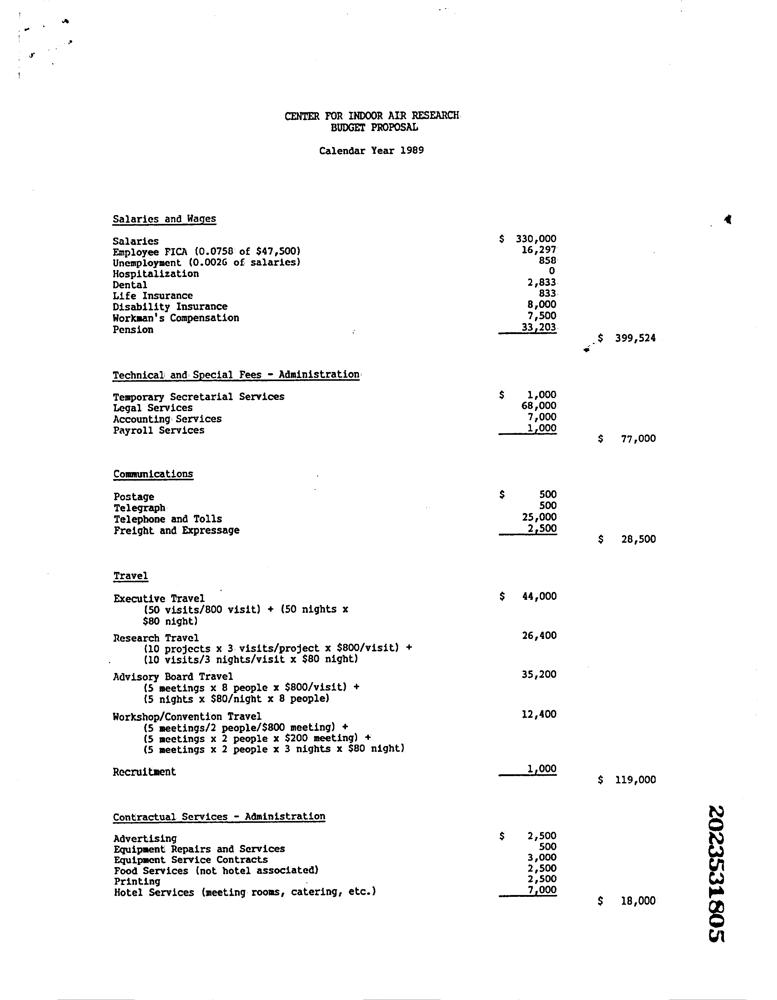 CENTER FOR INDOOR AIR RESEARCH
BUDGET PROPOSAL
Calendar Year 1989
Salaries and Wages
Salaries $ 330,000
Employee FICA (0.0758 of $47,500) 16,297
Unemployment (0.0026 of salaries) 858
Hospitalization 0
Dental 2,833
Life Insurance 833
Disability Insurance 8,000
Workman's Compensation 7,500
Pension 33,203
$ 399,524
Technical and Special Fees - Administration
Temporary Secretarial Services $ 1,000
Legal Services 68,000
Accounting Services 7,000
Payroll Services 1,000
$ 77,000
Communications
Postage $ 500
Telegraph 500
Telephone and Tolls 25,000
Freight and Expressage 2,500
$ 28,500
Travel
Executive Travel $ 44,000
(50 visits/800 visit) + (50 nights x
$80 night)
Research Travel 26,400
(10 projects x 3 visits/project x $800/visit) +
(10 visits/3 nights/visit x $80 night)
Advisory Board Travel 35,200
(5 meetings x 8 people x $800/visit) +
(5 nights x $80/night x 8 people)
Workshop/Convention Travel 12,400
(5 meetings/2 people/$800 meeting) +
(5 meetings x 2 people x $200 meeting) +
(5 meetings x 2 people x 3 nights x $80 night)
Recruitment 1,000
$ 119,000
Contractual Services - Administration
Advertising $ 2,500
Equipment Repairs and Services 500
Equipment Service Contracts 3,000
Food Services (not hotel associated) 2,500
Printing 2,500
Hotel Services (meeting rooms, catering, etc.) 7,000
$ 18,000
2023531805